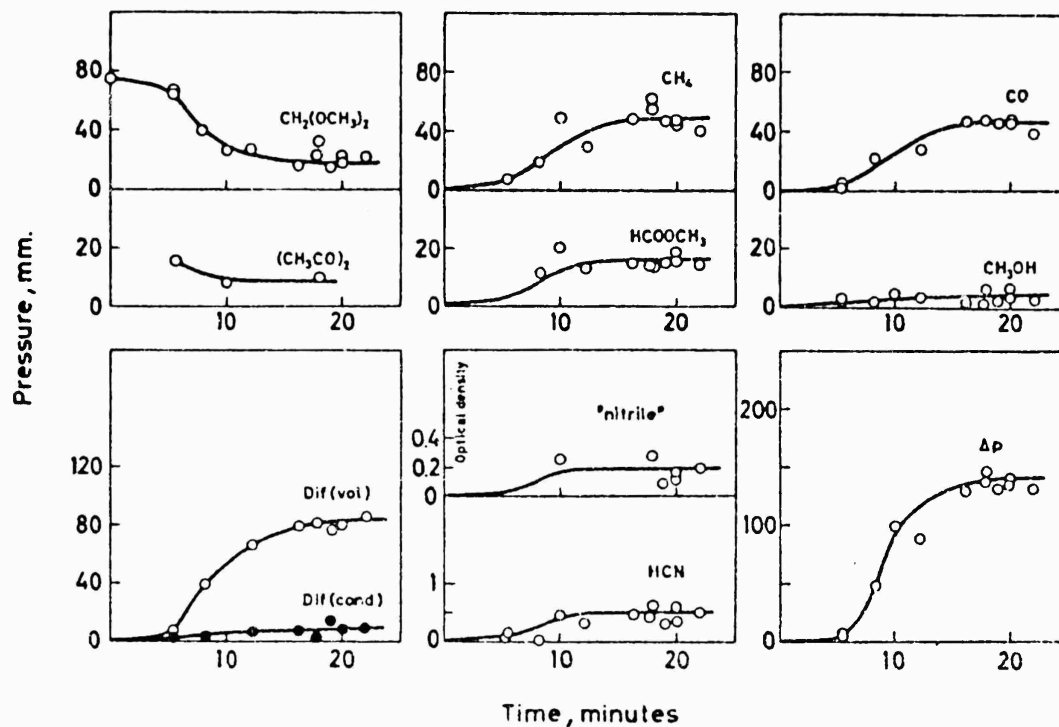 Pressure, mm.
80
40
0
CH₂(OCH₃)₂
20
0
(CH₃CO)₂
10 20
80
40
0
CH₄
20
0
HCOOCH₃
10 20
80
40
0
CO
20
0
CH₃OH
10 20
120
80
40
0
Dif(vol)
Dif(cond)
10 20
Optical density
0.4
0.2
0
"nitrile"
1
0
HCN
10 20
200
100
0
Δp
10 20
Time, minutes